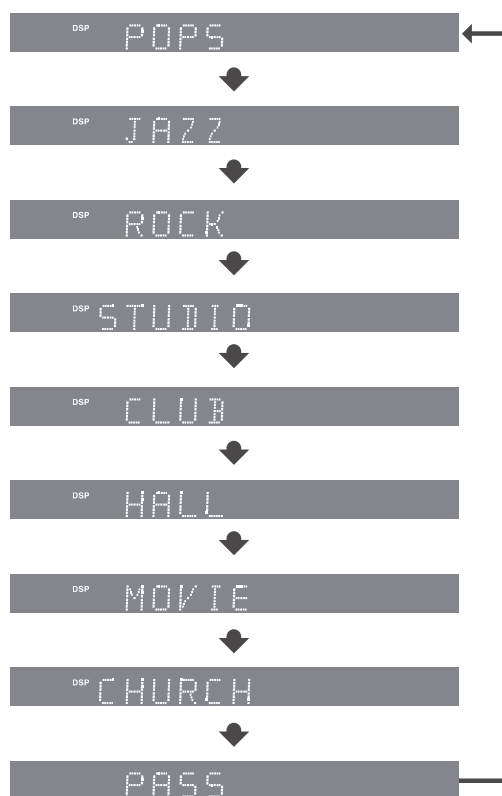 DSP POPS
DSP JAZZ
DSP ROCK
DSP STUDIO
DSP CLUB
DSP HALL
DSP MOVIE
DSP CHURCH
PASS